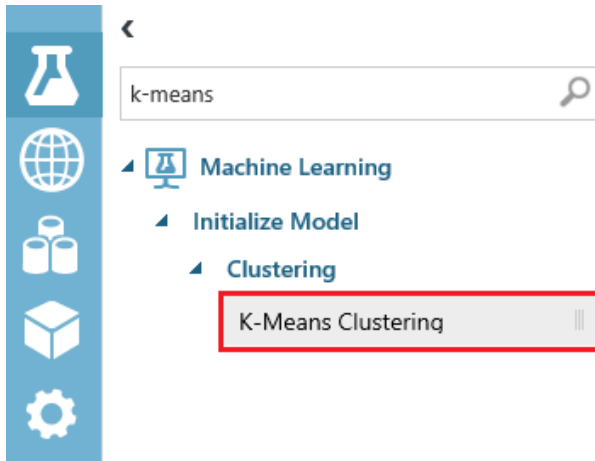 k-means
Machine Learning
Initialize Model
Clustering
K-Means Clustering